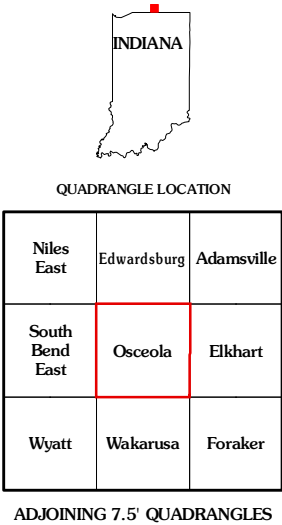 INDIANA
QUADRANGLE LOCATION
Niles
East
Edwardsburg
Adamsville
South
Bend
East
Osceola
Elkhart
Wyatt
Wakarusa
Foraker
ADJOINING 7.5' QUADRANGLES